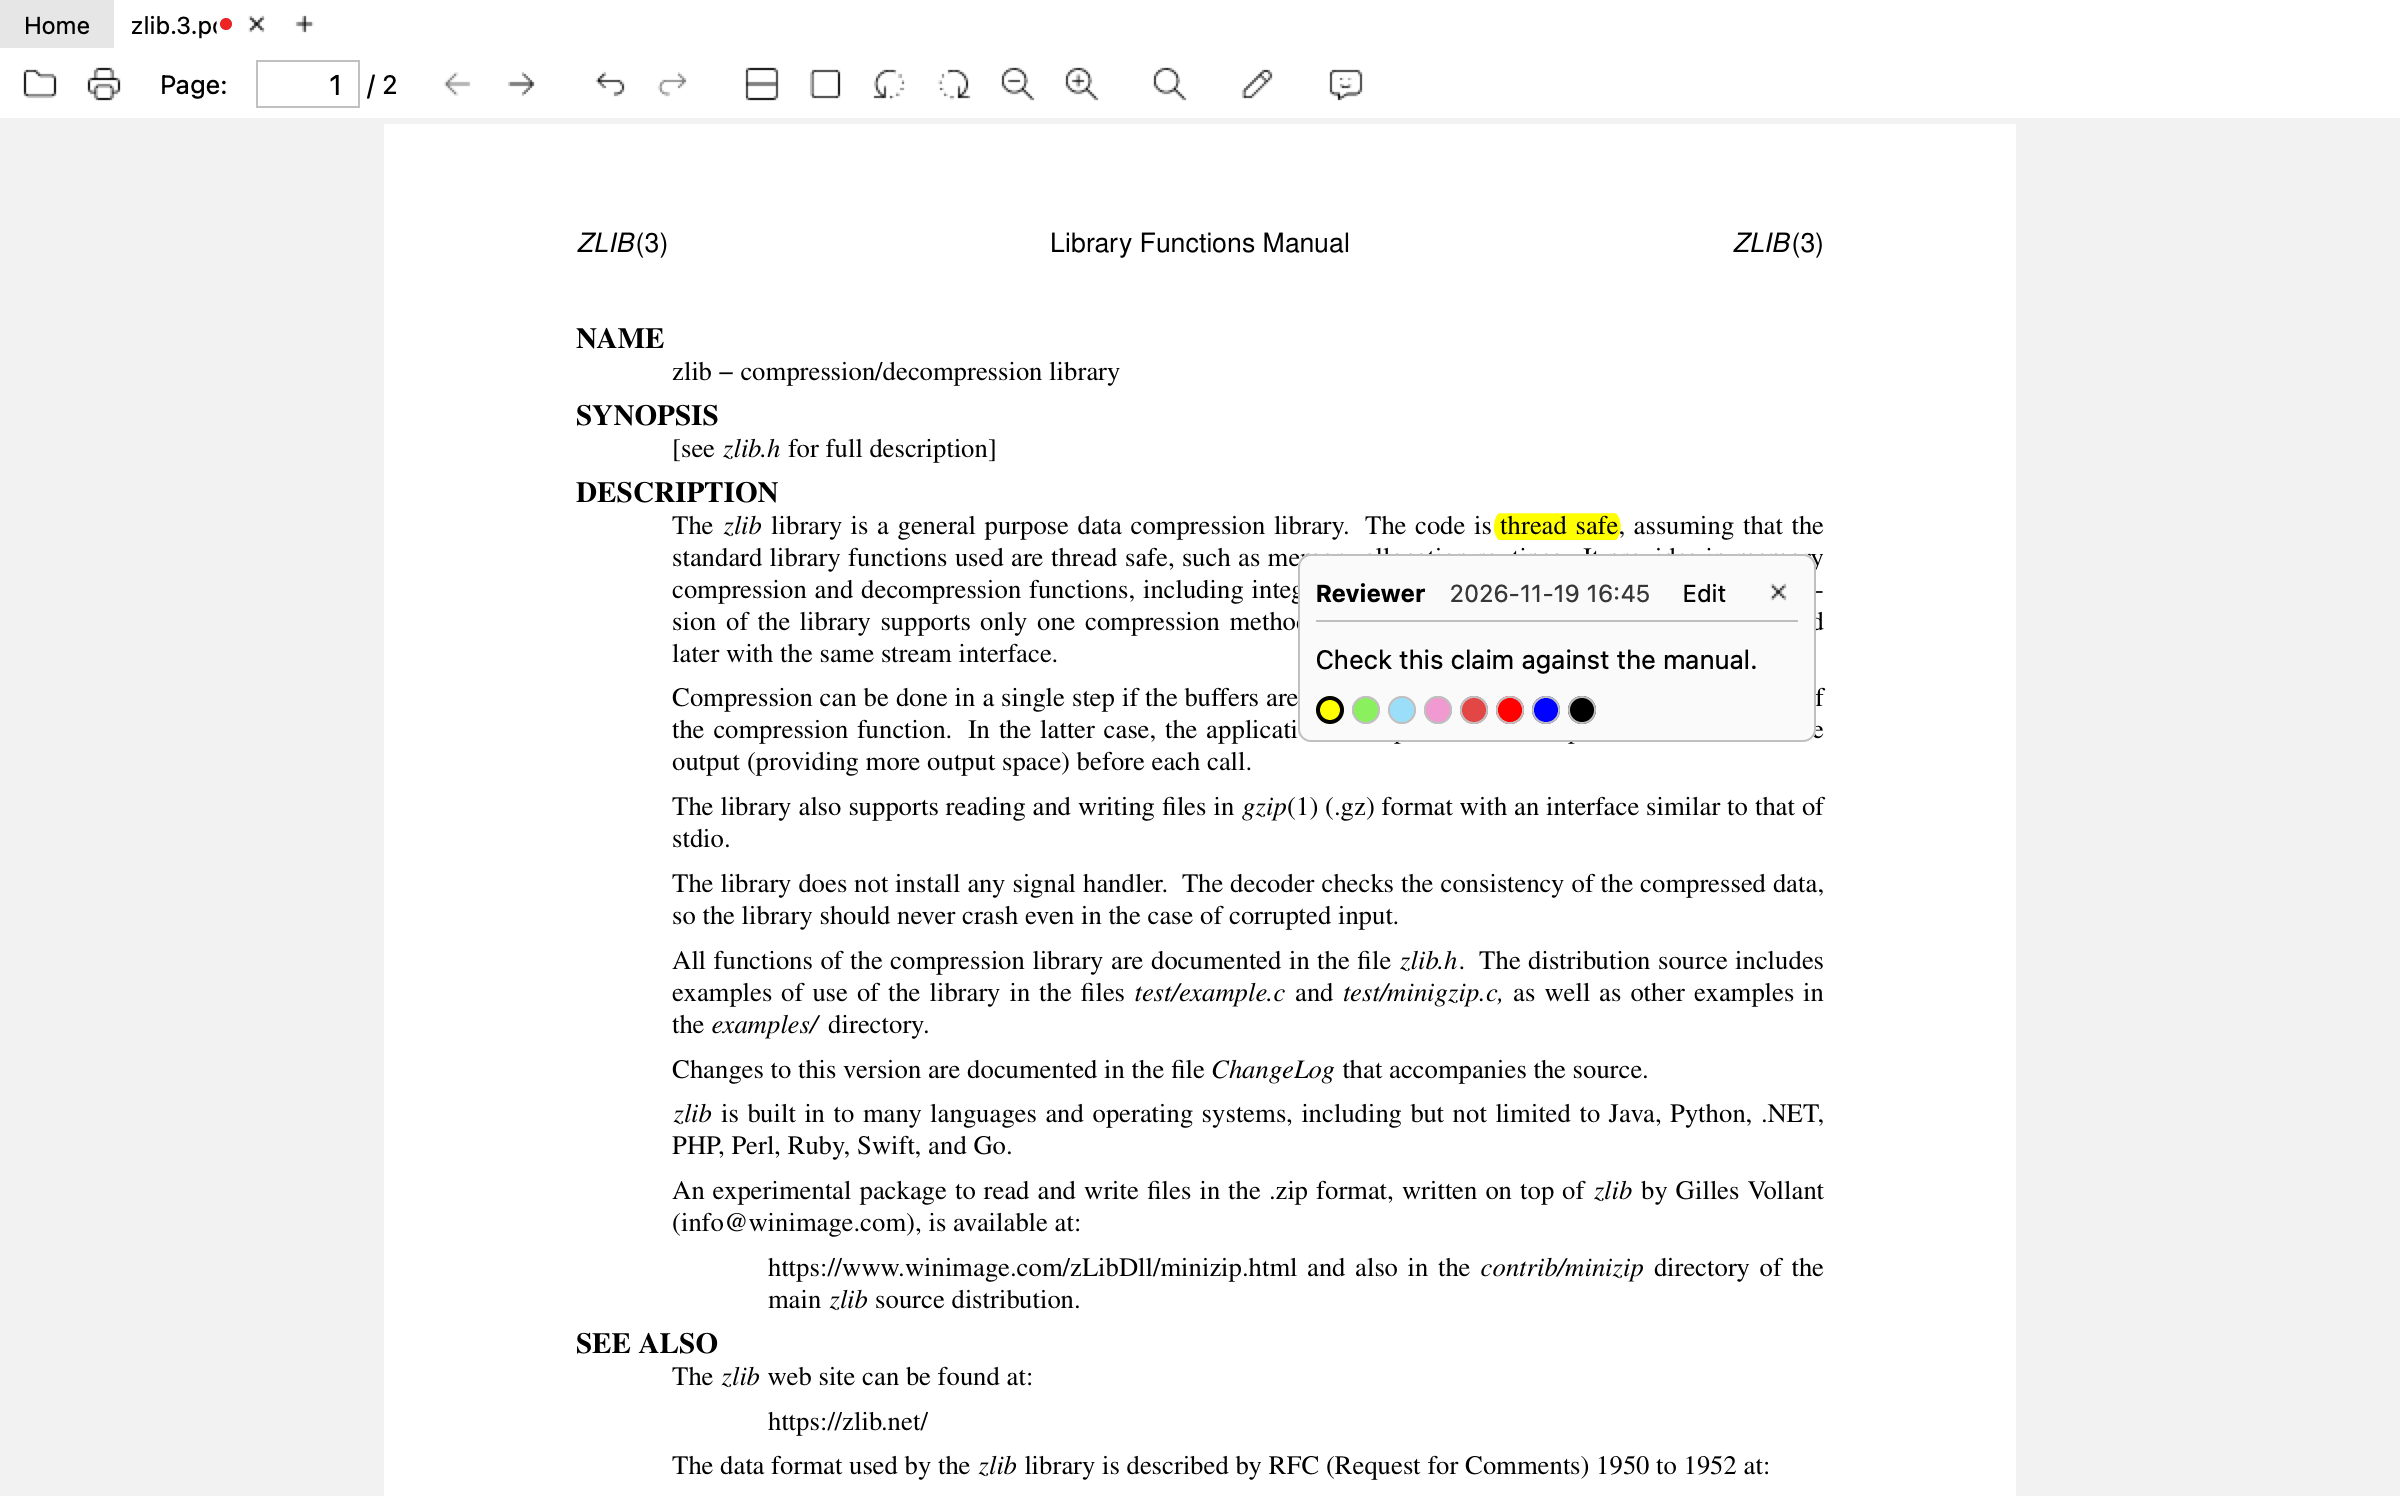 Home zlib.3.p
Page: 1 / 2
ZLIB(3) Library Functions Manual ZLIB(3)
NAME
zlib – compression/decompression library
SYNOPSIS
[see zlib.h for full description]
DESCRIPTION
The zlib library is a general purpose data compression library. The code is thread safe, assuming that the
standard library functions used are thread safe, such as
compression and decompression functions, including
sion of the library supports only one compression
later with the same stream interface.
Compression can be done in a single step if the buffers are
the compression function. In the latter case, the
output (providing more output space) before each call.
Reviewer 2026-11-19 16:45 Edit
Check this claim against the manual.
The library also supports reading and writing files in gzip(1) (.gz) format with an interface similar to that of
stdio.
The library does not install any signal handler. The decoder checks the consistency of the compressed data,
so the library should never crash even in the case of corrupted input.
All functions of the compression library are documented in the file zlib.h. The distribution source includes
examples of use of the library in the files test/example.c and test/minigzip.c, as well as other examples in
the examples/ directory.
Changes to this version are documented in the file ChangeLog that accompanies the source.
zlib is built in to many languages and operating systems, including but not limited to Java, Python, .NET,
PHP, Perl, Ruby, Swift, and Go.
An experimental package to read and write files in the .zip format, written on top of zlib by Gilles Vollant
(info@winimage.com), is available at:
https://www.winimage.com/zLibDll/minizip.html and also in the contrib/minizip directory of the
main zlib source distribution.
SEE ALSO
The zlib web site can be found at:
https://zlib.net/
The data format used by the zlib library is described by RFC (Request for Comments) 1950 to 1952 at: